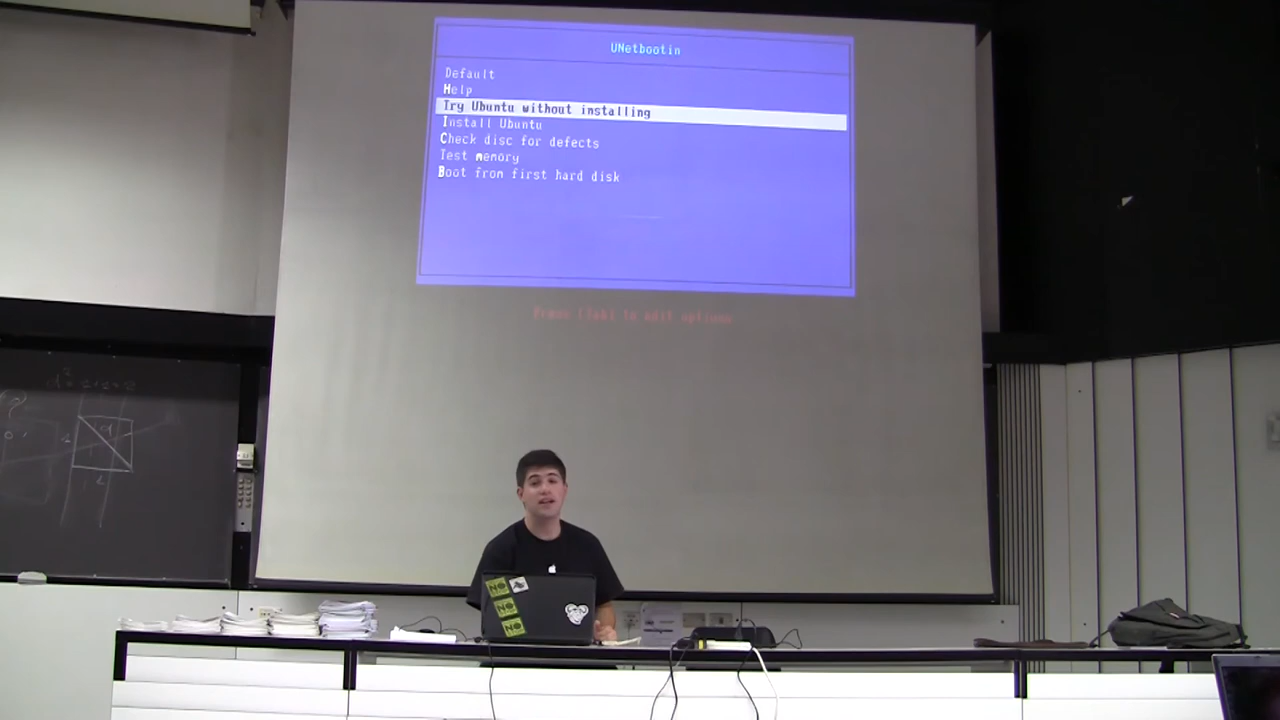 UNetbootin
Default
Help
Try Ubuntu without installing
Install Ubuntu
Check disc for defects
Test memory
Boot from first hard disk
Press [Tab] to edit options
NO
NO
NO